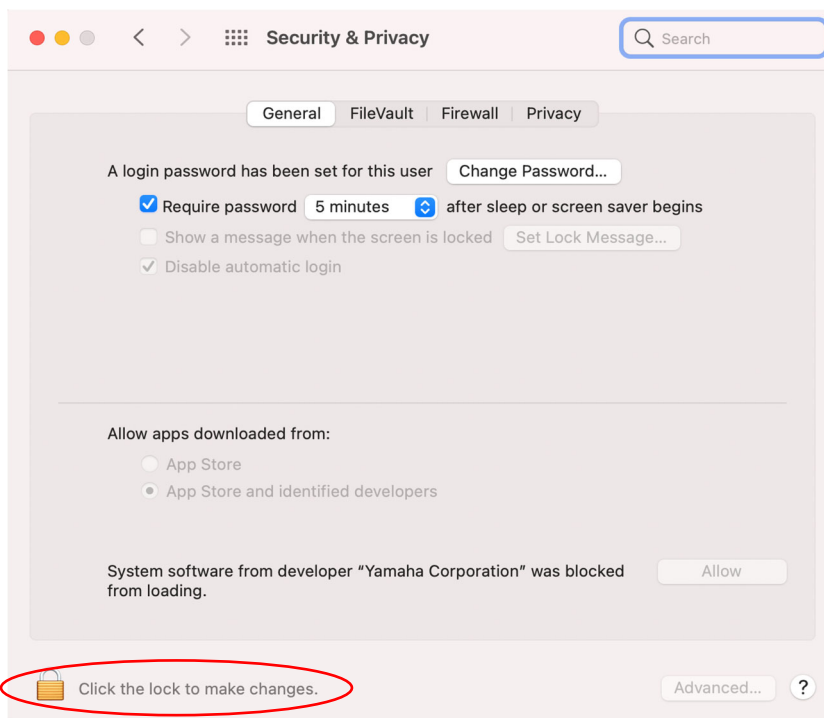 Security & Privacy
Search
General FileVault Firewall Privacy
A login password has been set for this user Change Password...
Require password 5 minutes after sleep or screen saver begins
Show a message when the screen is locked Set Lock Message...
Disable automatic login
Allow apps downloaded from:
App Store
App Store and identified developers
System software from developer “Yamaha Corporation” was blocked Allow
from loading.
Click the lock to make changes. Advanced... ?